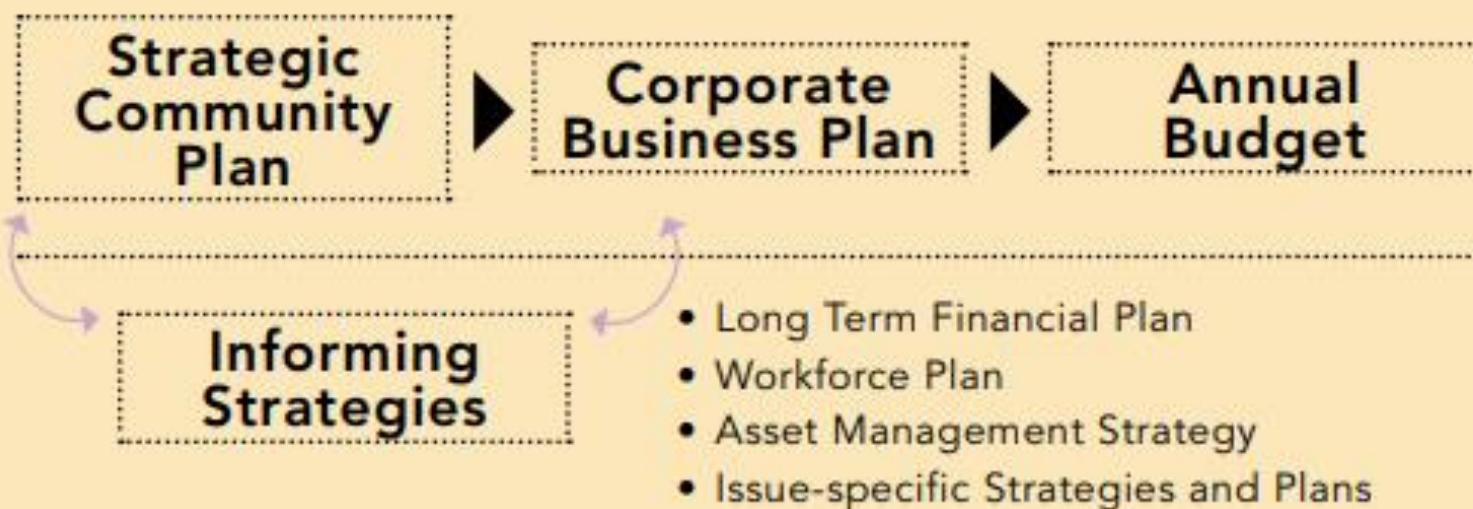 Strategic
Community
Plan
Corporate
Business Plan
Annual
Budget
Informing
Strategies
• Long Term Financial Plan
• Workforce Plan
• Asset Management Strategy
• Issue-specific Strategies and Plans